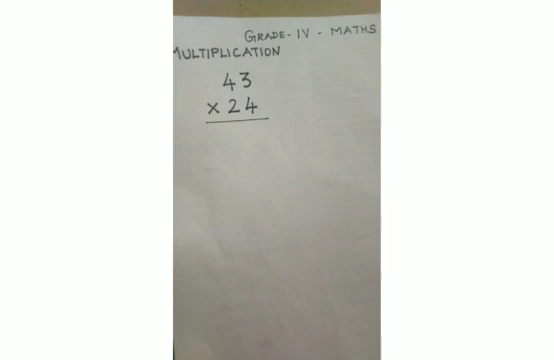 GRADE - IV - MATHS
MULTIPLICATION
43
× 24